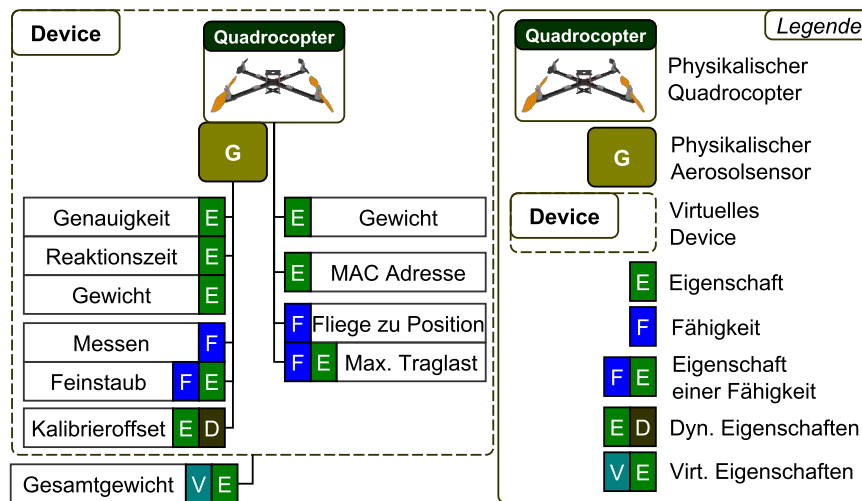 Device
Quadrocopter
G
Genauigkeit E
Reaktionszeit E
Gewicht E
Messen F
Feinstaub F E
Kalibrieroffset E D
E Gewicht
E MAC Adresse
F Fliege zu Position
F E Max. Traglast
Gesamtgewicht V E
Legende
Quadrocopter
Physikalischer
Quadrocopter
G
Physikalischer
Aerosolsensor
Device
Virtuelles
Device
E Eigenschaft
F Fähigkeit
F E Eigenschaft
einer Fähigkeit
E D Dyn. Eigenschaften
V E Virt. Eigenschaften